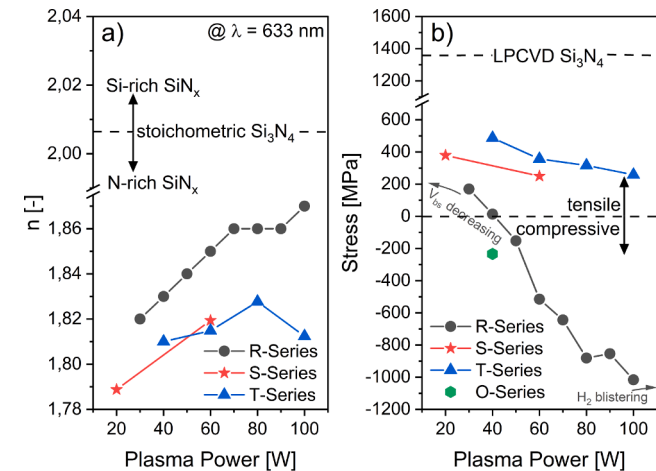 a)
@ λ = 633 nm
2,04
2,02
2,00
1,86
1,84
1,82
1,80
1,78
n [-]
Si-rich SiNₓ
stoichometric Si₃N₄
N-rich SiNₓ
R-Series
S-Series
T-Series
20 40 60 80 100
Plasma Power [W]
b)
1600
1400
1200
400
200
0
-200
-400
-600
-800
-1000
-1200
Stress [MPa]
LPCVD Si₃N₄
V_bs decreasing
tensile
compressive
R-Series
S-Series
T-Series
O-Series
H₂ blistering
20 40 60 80 100
Plasma Power [W]